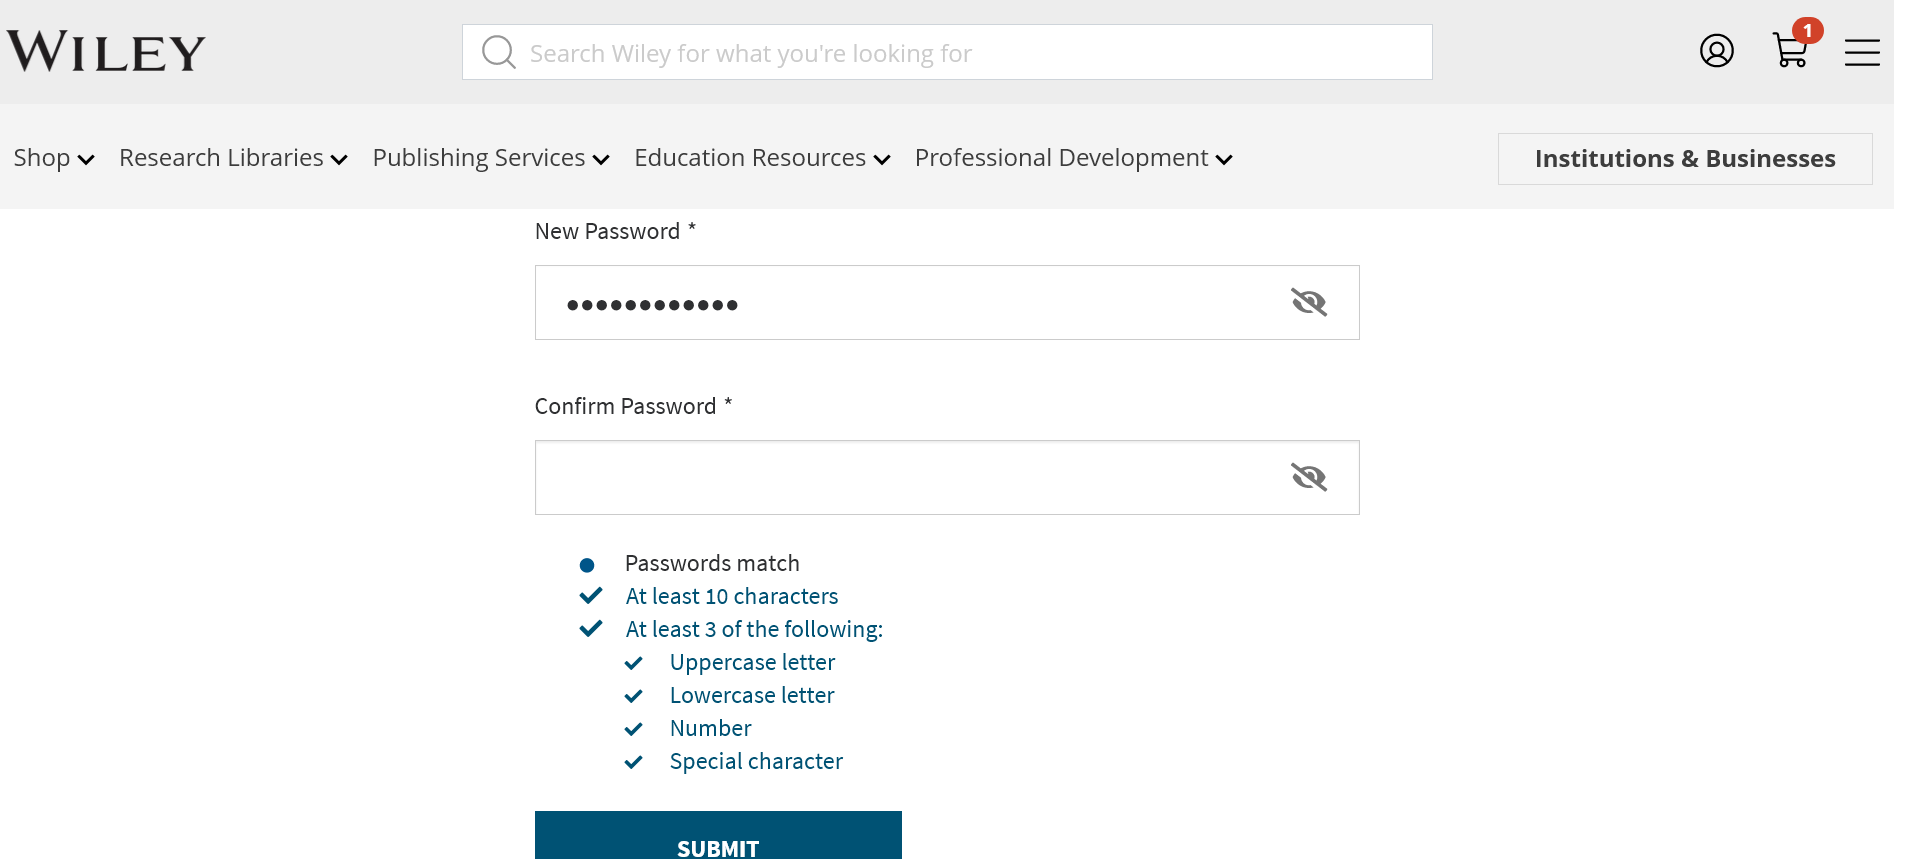 WILEY
Search Wiley for what you're looking for
1
Shop Research Libraries Publishing Services Education Resources Professional Development Institutions & Businesses
New Password *
••••••••••••
Confirm Password *
Passwords match
At least 10 characters
At least 3 of the following:
Uppercase letter
Lowercase letter
Number
Special character
SUBMIT